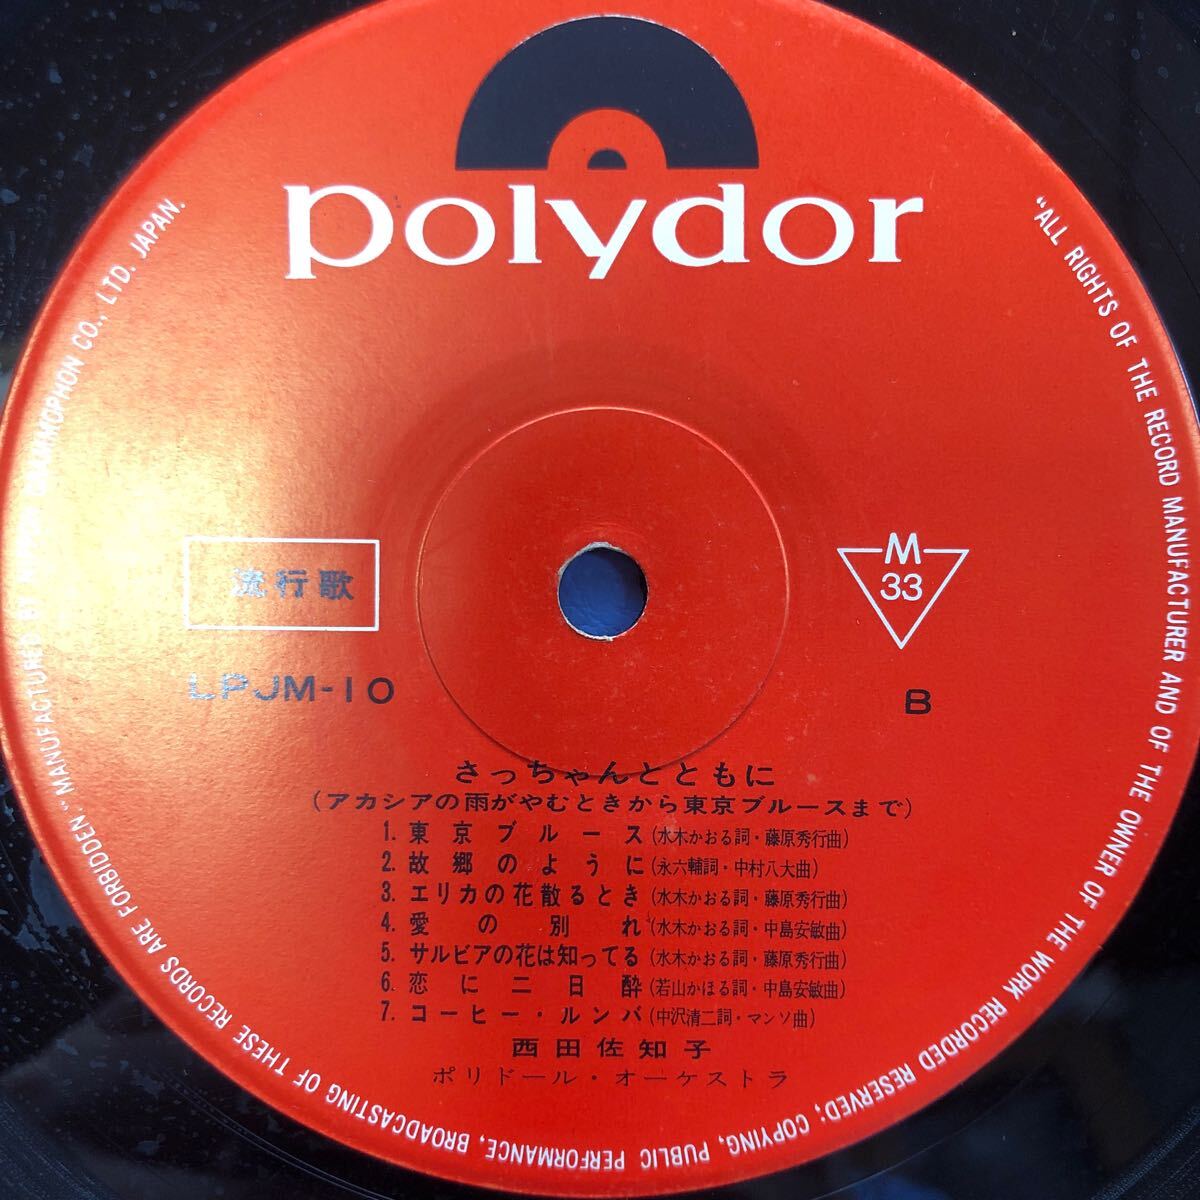 polydor
流行歌
LPJM-10
M
33
B
さっちゃんとともに
(アカシアの雨がやむときから東京ブルースまで)
1. 東京ブルース (水木かおる詞・藤原秀行曲)
2. 故郷のように (永六輔詞・中村八大曲)
3. エリカの花散るとき (水木かおる詞・藤原秀行曲)
4. 愛の別れ (水木かおる詞・中島安敏曲)
5. サルビアの花は知ってる (水木かおる詞・藤原秀行曲)
6. 恋に二日酔 (若山かほる詞・中島安敏曲)
7. コーヒー・ルンバ (中沢清二詞・マンソ曲)
西田佐知子
ポリドール・オーケストラ
"ALL RIGHTS OF THE RECORD MANUFACTURER AND OF THE OWNER OF THE WORK RECORDED RESERVED; COPYING, PUBLIC PERFORMANCE, BROADCASTING OF THESE RECORDS ARE FORBIDDEN." MANUFACTURED BY NIPPON GRAMMOPHON CO., LTD. JAPAN.